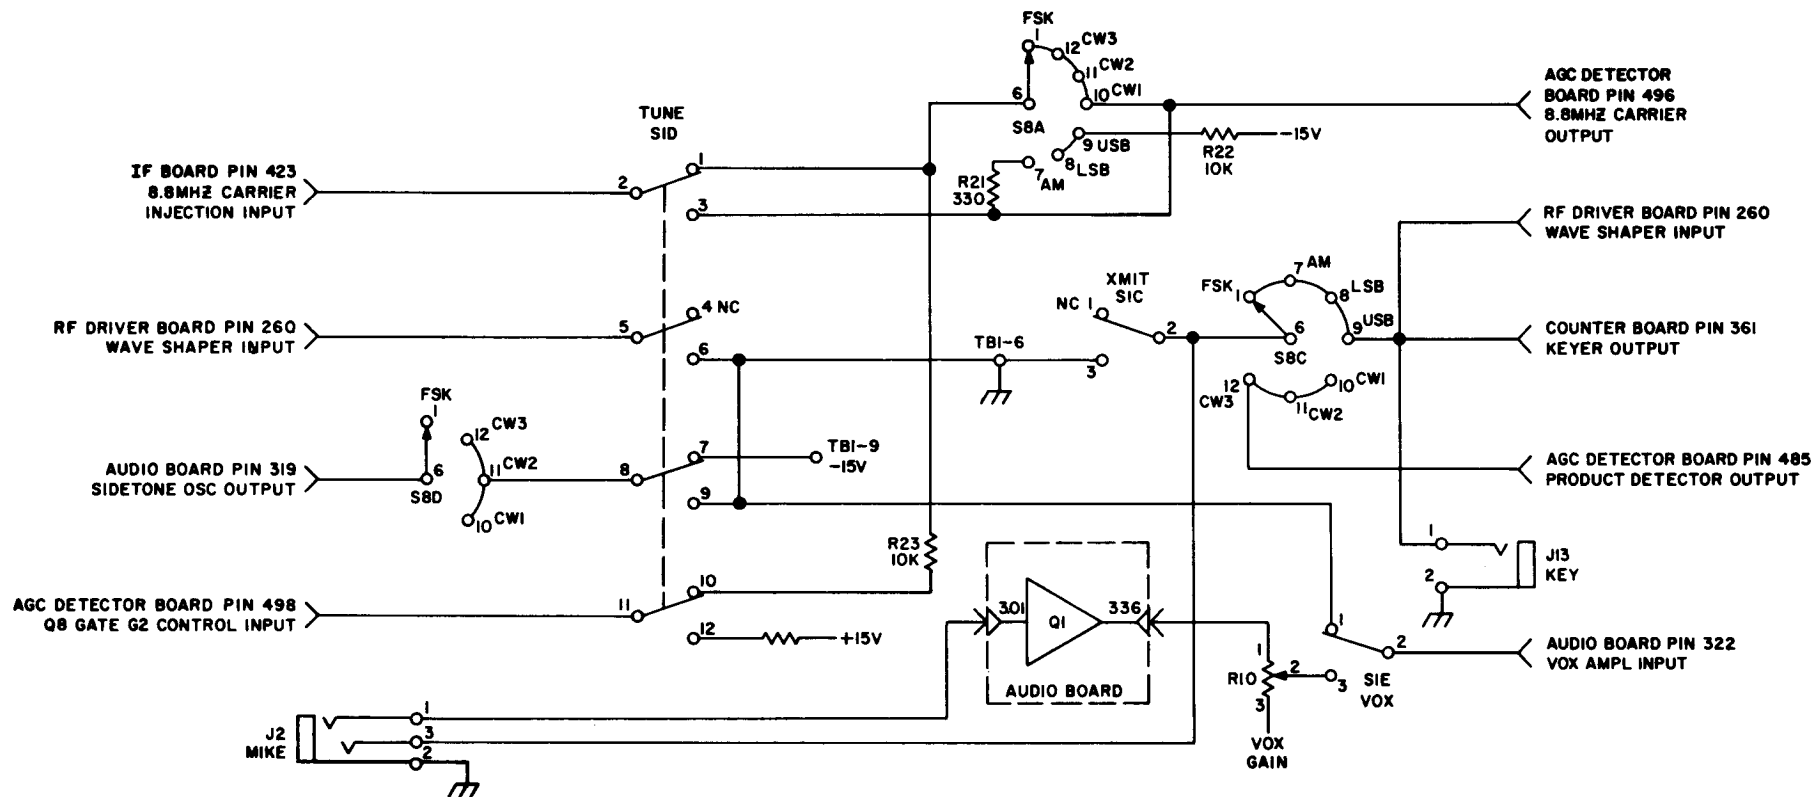 FSK
1
12 CW3
11 CW2
10 CW1
6
S8A
9 USB
8 LSB
7 AM
R21
330
R22
10K
-15V
AGC DETECTOR
BOARD PIN 496
8.8MHZ CARRIER
OUTPUT
TUNE
S1D
IF BOARD PIN 423
8.8MHZ CARRIER
INJECTION INPUT
2
1
3
RF DRIVER BOARD PIN 260
WAVE SHAPER INPUT
XMIT
S1C
NC 1
2
3
FSK
1
7 AM
8 LSB
9 USB
6
S8C
12
CW3
11 CW2
10 CW1
RF DRIVER BOARD PIN 260
WAVE SHAPER INPUT
5
4 NC
6
TB1-6
COUNTER BOARD PIN 361
KEYER OUTPUT
FSK
1
12 CW3
11 CW2
10 CW1
6
S8D
AUDIO BOARD PIN 319
SIDETONE OSC OUTPUT
8
7
9
TB1-9
-15V
AGC DETECTOR BOARD PIN 485
PRODUCT DETECTOR OUTPUT
R23
10K
1
2
J13
KEY
AGC DETECTOR BOARD PIN 498
Q8 GATE G2 CONTROL INPUT
11
10
12
+15V
301
Q1
336
AUDIO BOARD
1
R10
2
3
VOX
GAIN
1
2
3
S1E
VOX
AUDIO BOARD PIN 322
VOX AMPL INPUT
J2
MIKE
1
3
2